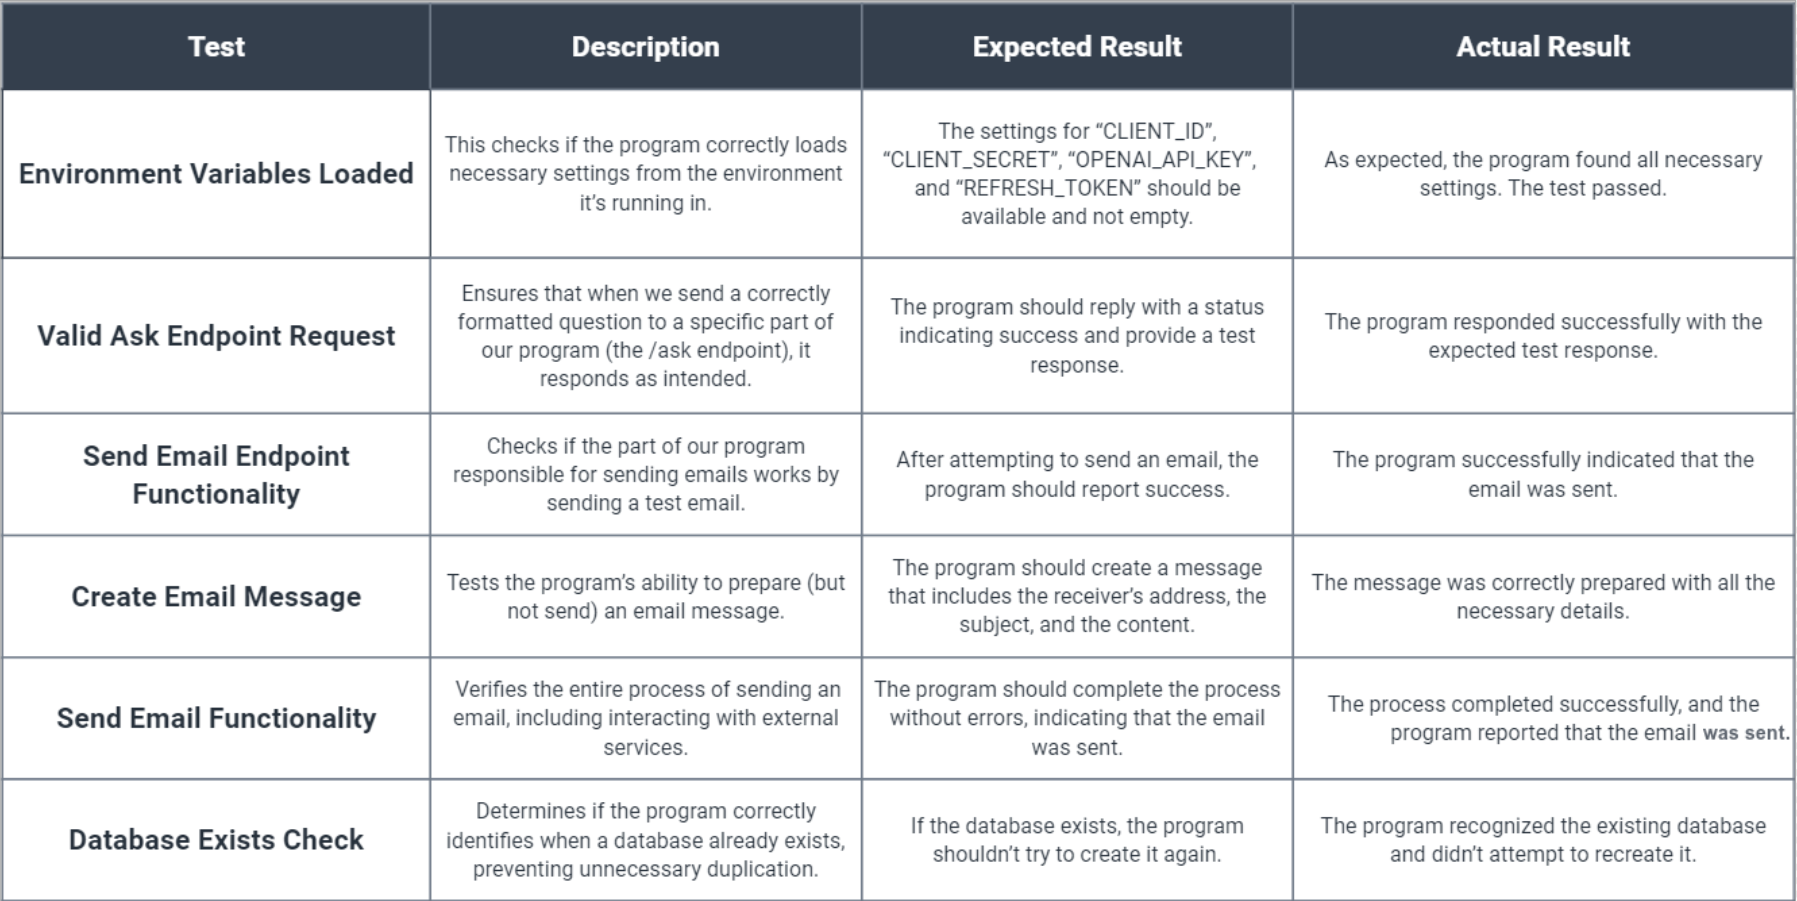 Test
Description
Expected Result
Actual Result
Environment Variables Loaded
This checks if the program correctly loads
necessary settings from the environment
it’s running in.
The settings for “CLIENT_ID”,
“CLIENT_SECRET”, “OPENAI_API_KEY”,
and “REFRESH_TOKEN” should be
available and not empty.
As expected, the program found all necessary
settings. The test passed.
Valid Ask Endpoint Request
Ensures that when we send a correctly
formatted question to a specific part of
our program (the /ask endpoint), it
responds as intended.
The program should reply with a status
indicating success and provide a test
response.
The program responded successfully with the
expected test response.
Send Email Endpoint
Functionality
Checks if the part of our program
responsible for sending emails works by
sending a test email.
After attempting to send an email, the
program should report success.
The program successfully indicated that the
email was sent.
Create Email Message
Tests the program’s ability to prepare (but
not send) an email message.
The program should create a message
that includes the receiver’s address, the
subject, and the content.
The message was correctly prepared with all the
necessary details.
Send Email Functionality
Verifies the entire process of sending an
email, including interacting with external
services.
The program should complete the process
without errors, indicating that the email
was sent.
The process completed successfully, and the
program reported that the email was sent.
Database Exists Check
Determines if the program correctly
identifies when a database already exists,
preventing unnecessary duplication.
If the database exists, the program
shouldn’t try to create it again.
The program recognized the existing database
and didn’t attempt to recreate it.